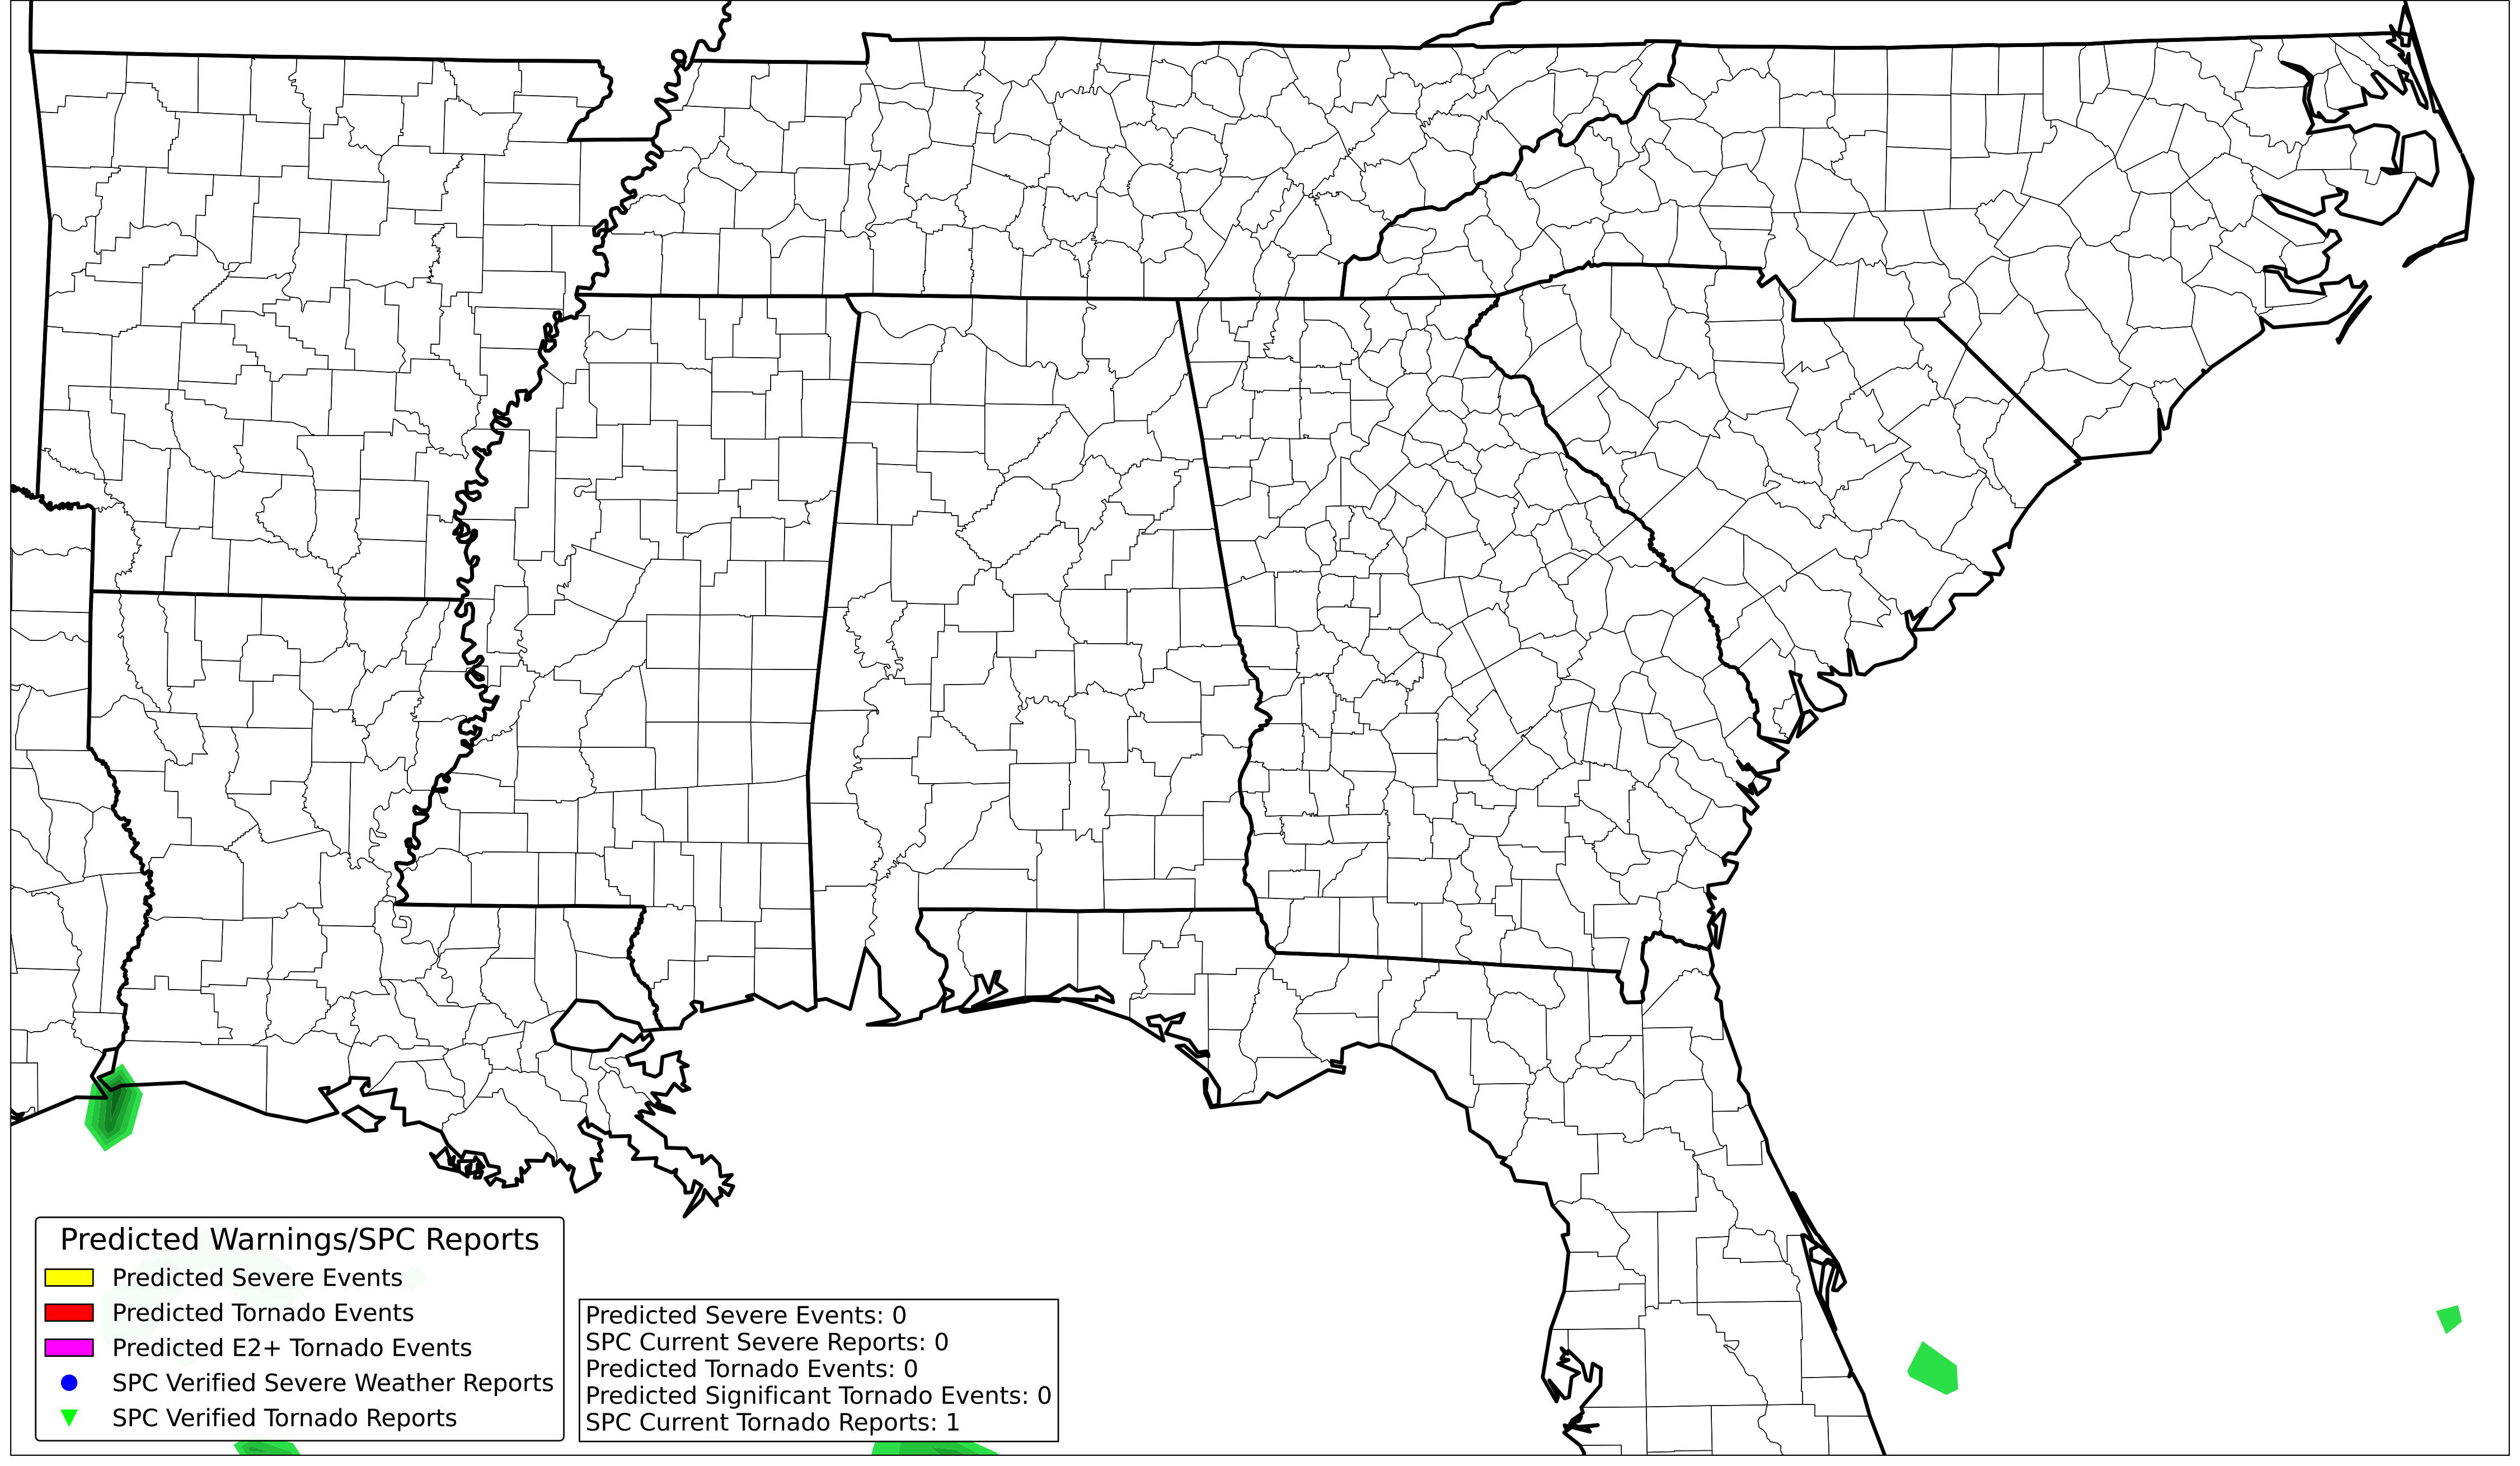 Predicted Warnings/SPC Reports
Predicted Severe Events
Predicted Tornado Events
Predicted E2+ Tornado Events
SPC Verified Severe Weather Reports
SPC Verified Tornado Reports
Predicted Severe Events: 0
SPC Current Severe Reports: 0
Predicted Tornado Events: 0
Predicted Significant Tornado Events: 0
SPC Current Tornado Reports: 1